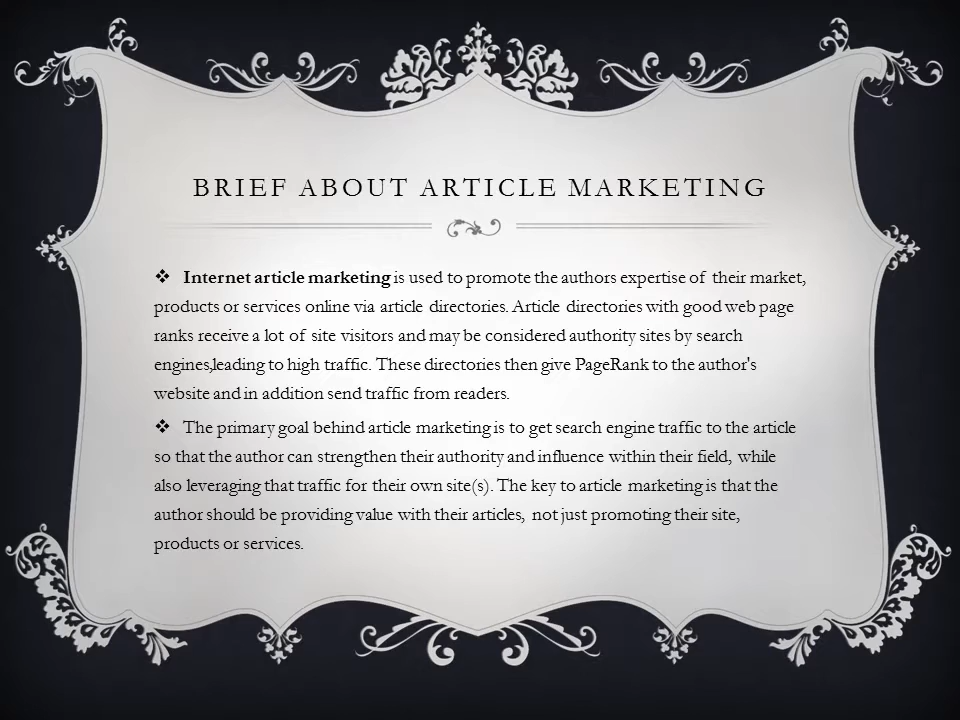 BRIEF ABOUT ARTICLE MARKETING
❖ Internet article marketing is used to promote the authors expertise of their market,
products or services online via article directories. Article directories with good web page
ranks receive a lot of site visitors and may be considered authority sites by search
engines,leading to high traffic. These directories then give PageRank to the author's
website and in addition send traffic from readers.
❖ The primary goal behind article marketing is to get search engine traffic to the article
so that the author can strengthen their authority and influence within their field, while
also leveraging that traffic for their own site(s). The key to article marketing is that the
author should be providing value with their articles, not just promoting their site,
products or services.